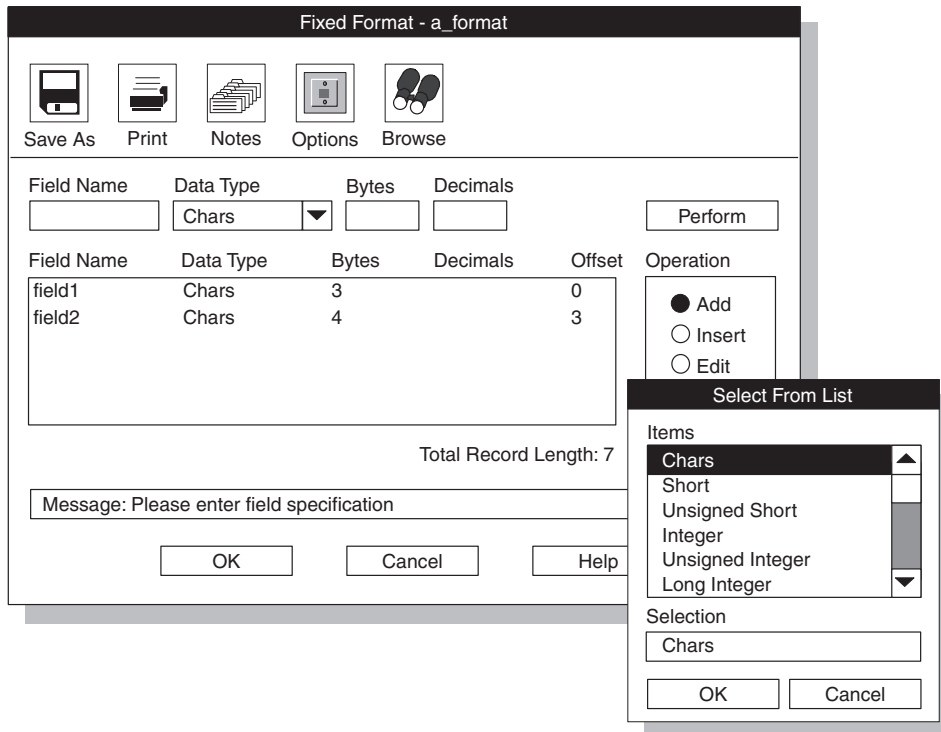 Fixed Format - a_format
Save As Print Notes Options Browse
Field Name Data Type Bytes Decimals
Chars
Perform
Field Name Data Type Bytes Decimals Offset Operation
field1 Chars 3 0
field2 Chars 4 3
Add
Insert
Edit
Total Record Length: 7
Message: Please enter field specification
OK Cancel Help
Select From List
Items
Chars
Short
Unsigned Short
Integer
Unsigned Integer
Long Integer
Selection
Chars
OK Cancel